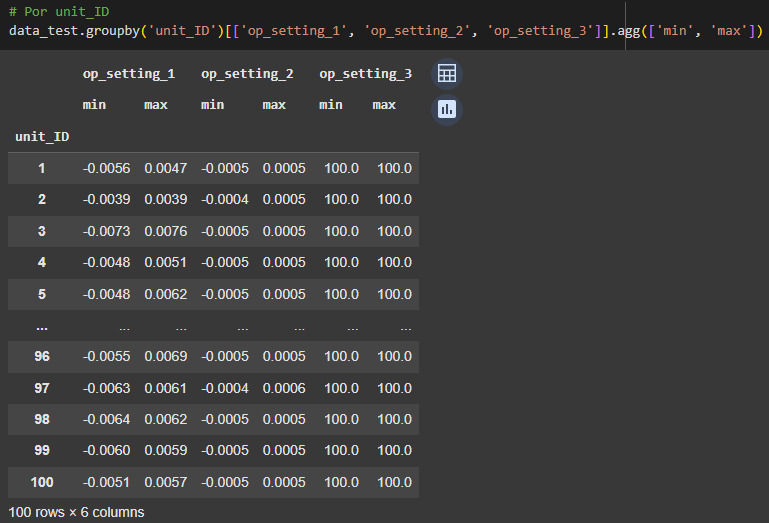 # Por unit_ID
data_test.groupby('unit_ID')[['op_setting_1', 'op_setting_2', 'op_setting_3']].agg(['min', 'max'])
op_setting_1 op_setting_2 op_setting_3
min max min max min max
unit_ID
1 -0.0056 0.0047 -0.0005 0.0005 100.0 100.0
2 -0.0039 0.0039 -0.0004 0.0005 100.0 100.0
3 -0.0073 0.0076 -0.0005 0.0005 100.0 100.0
4 -0.0048 0.0051 -0.0005 0.0005 100.0 100.0
5 -0.0048 0.0062 -0.0005 0.0005 100.0 100.0
... ... ... ... ... ... ...
96 -0.0055 0.0069 -0.0005 0.0005 100.0 100.0
97 -0.0063 0.0061 -0.0004 0.0006 100.0 100.0
98 -0.0064 0.0062 -0.0005 0.0005 100.0 100.0
99 -0.0060 0.0059 -0.0005 0.0005 100.0 100.0
100 -0.0051 0.0057 -0.0005 0.0005 100.0 100.0
100 rows × 6 columns